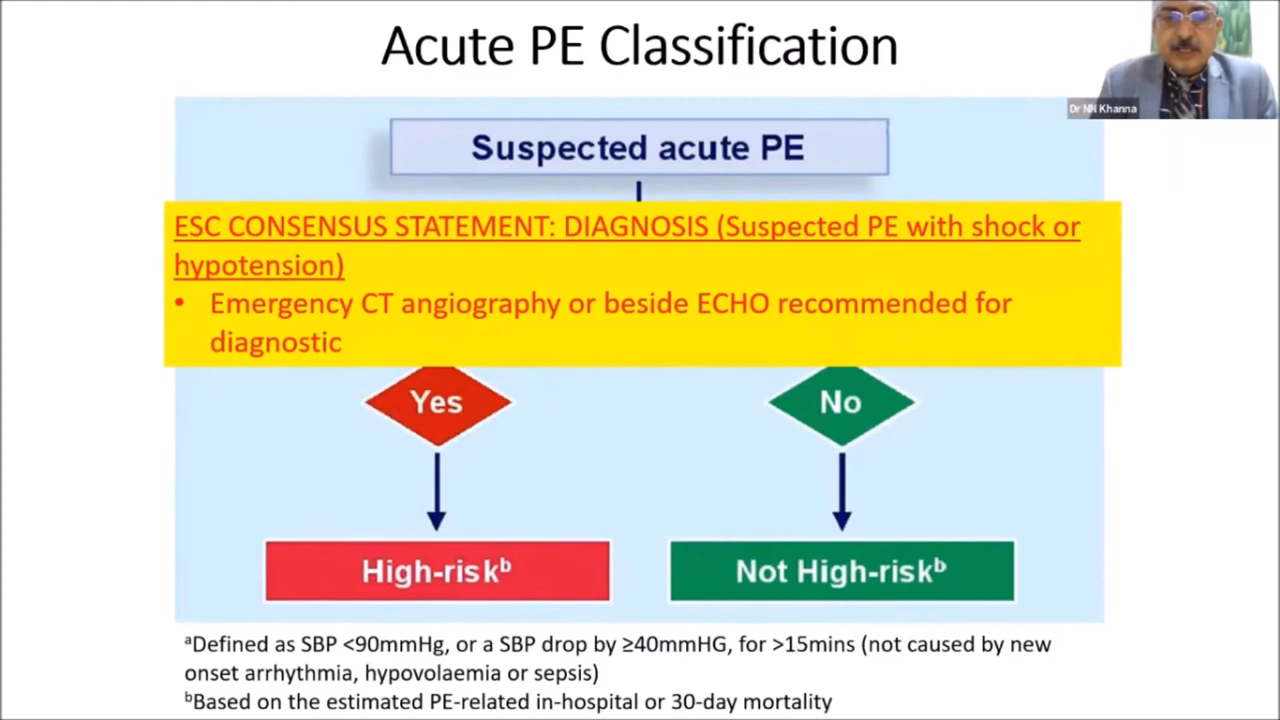 Acute PE Classification
Dr NN Khanna
Suspected acute PE
ESC CONSENSUS STATEMENT: DIAGNOSIS (Suspected PE with shock or
hypotension)
• Emergency CT angiography or beside ECHO recommended for
diagnostic
Yes
No
High-riskᵇ
Not High-riskᵇ
ᵃDefined as SBP <90mmHg, or a SBP drop by ≥40mmHG, for >15mins (not caused by new
onset arrhythmia, hypovolaemia or sepsis)
ᵇBased on the estimated PE-related in-hospital or 30-day mortality